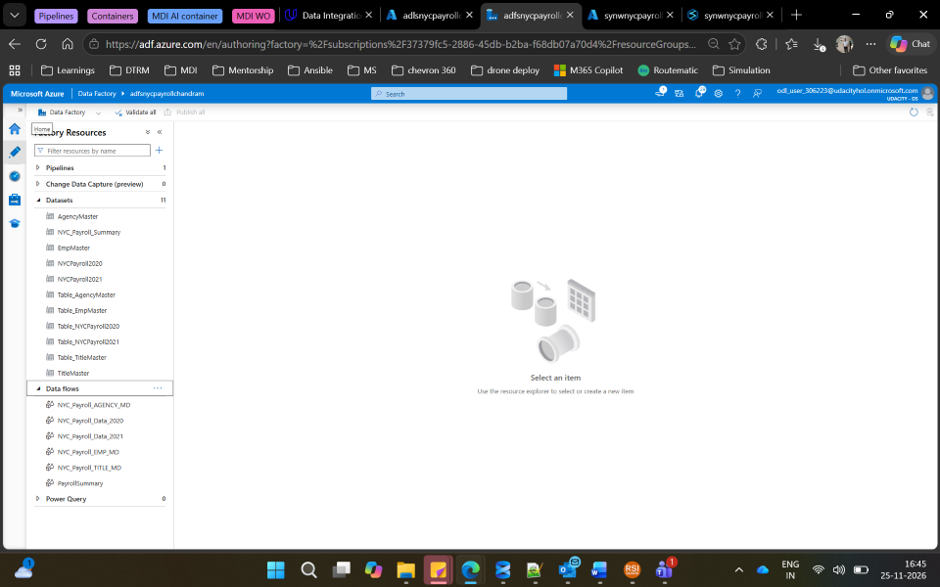 Pipelines
Containers
MDI AI container
MDI WO
Data Integratio
adlsnycpayroll
adfsnycpayroll
synwnycpayrol
synwnycpayrol
https://adf.azure.com/en/authoring?factory=%2Fsubscriptions%2F37379fc5-2886-45db-b2ba-f68db07a70d4%2FresourceGroups...
Chat
Learnings
DTRM
MDI
Mentorship
Ansible
MS
chevron 360
drone deploy
M365 Copilot
Routematic
Simulation
Other favorites
Microsoft Azure
Data Factory
adfsnycpayrollchandram
Search
odl_user_306223@udacityhol.onmicrosoft.com
UDACITY - DS
Data Factory
Validate all
Publish all
Home
Factory Resources
Filter resources by name
Pipelines 1
Change Data Capture (preview) 0
Datasets 11
AgencyMaster
NYC_Payroll_Summary
EmpMaster
NYCPayroll2020
NYCPayroll2021
Table_AgencyMaster
Table_EmpMaster
Table_NYCPayroll2020
Table_NYCPayroll2021
Table_TitleMaster
TitleMaster
Data flows
NYC_Payroll_AGENCY_MD
NYC_Payroll_Data_2020
NYC_Payroll_Data_2021
NYC_Payroll_EMP_MD
NYC_Payroll_TITLE_MD
PayrollSummary
Power Query 0
Select an item
Use the resource explorer to select or create a new item
ENG
IN
16:45
25-11-2026